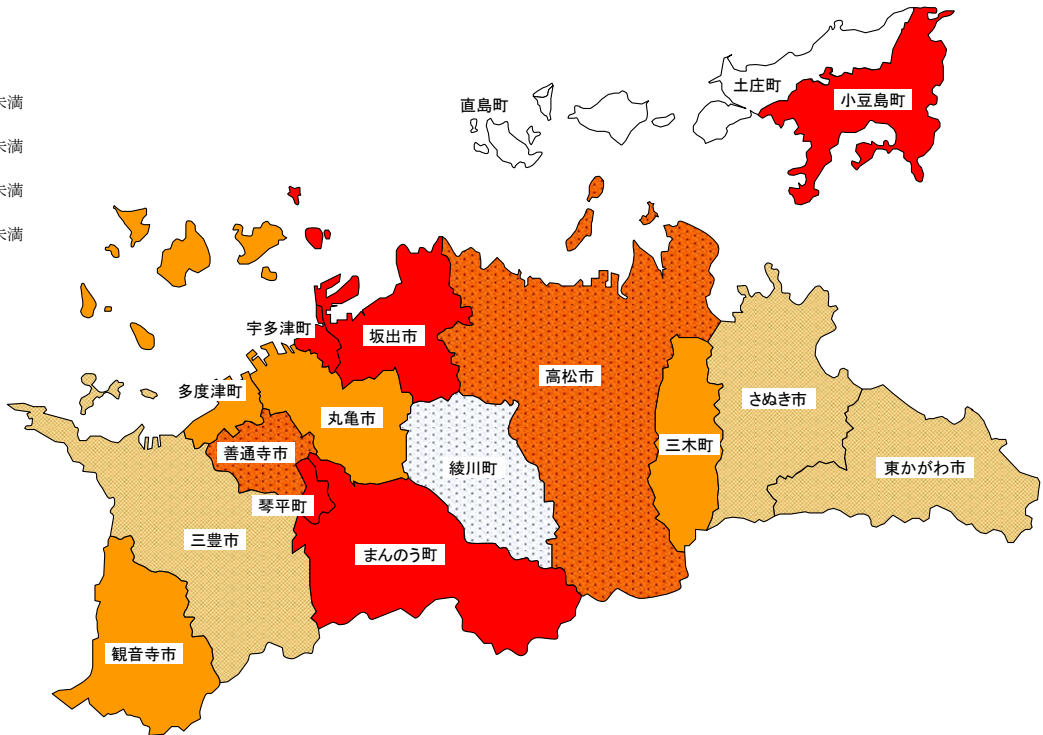 未満
未満
未満
未満
直島町
土庄町
小豆島町
宇多津町
坂出市
高松市
多度津町
丸亀市
さぬき市
善通寺市
綾川町
三木町
東かがわ市
琴平町
三豊市
まんのう町
観音寺市